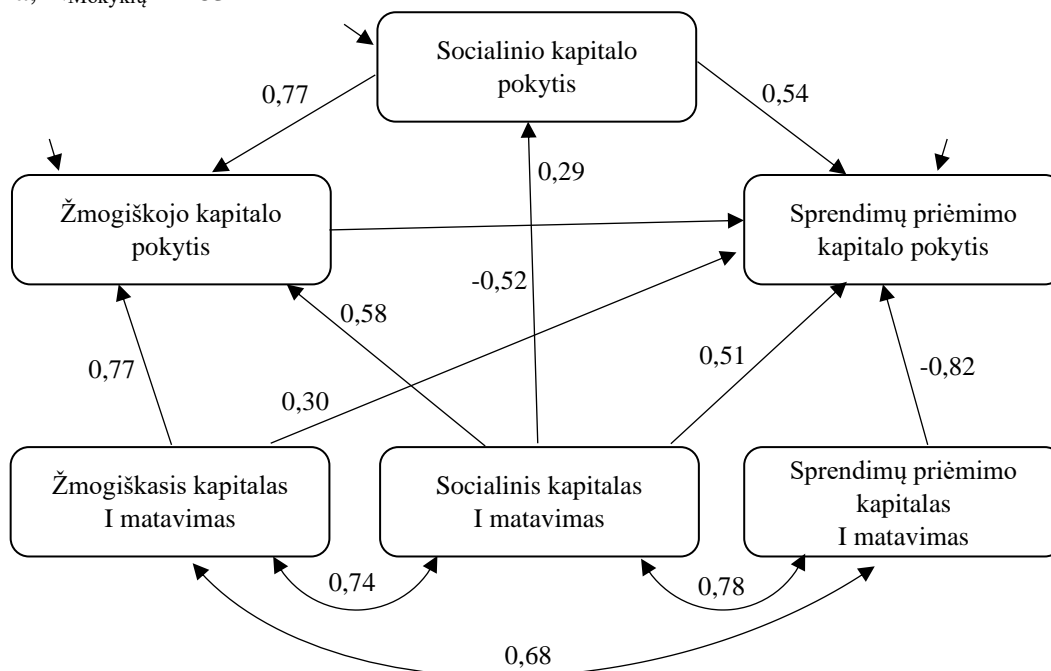 Socialinio kapitalo
pokytis
0,77
0,54
0,29
Žmogiškojo kapitalo
pokytis
Sprendimų priėmimo
kapitalo pokytis
-0,52
0,58
0,51
0,77
-0,82
0,30
Žmogiškasis kapitalas
I matavimas
Socialinis kapitalas
I matavimas
Sprendimų priėmimo
kapitalas
I matavimas
0,74
0,78
0,68